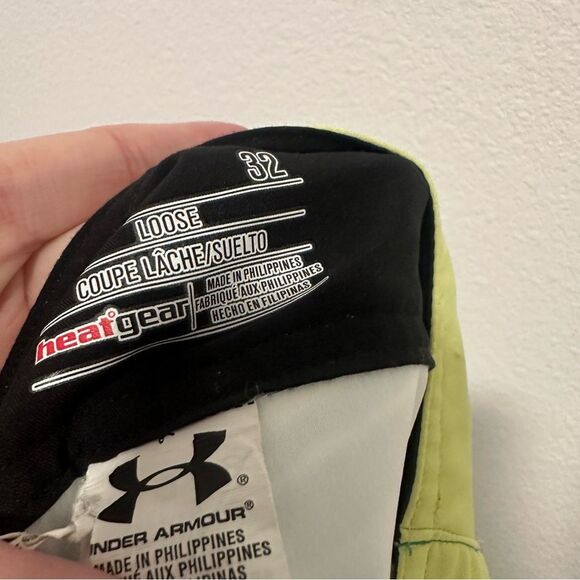 32
LOOSE
COUPE LÂCHE/SUELTO
heatgear
MADE IN PHILIPPINES
FABRIQUÉ AUX PHILIPPINES
HECHO EN FILIPINAS
®
UNDER ARMOUR®
MADE IN PHILIPPINES
FABRIQUÉ AUX PHILIPPINES